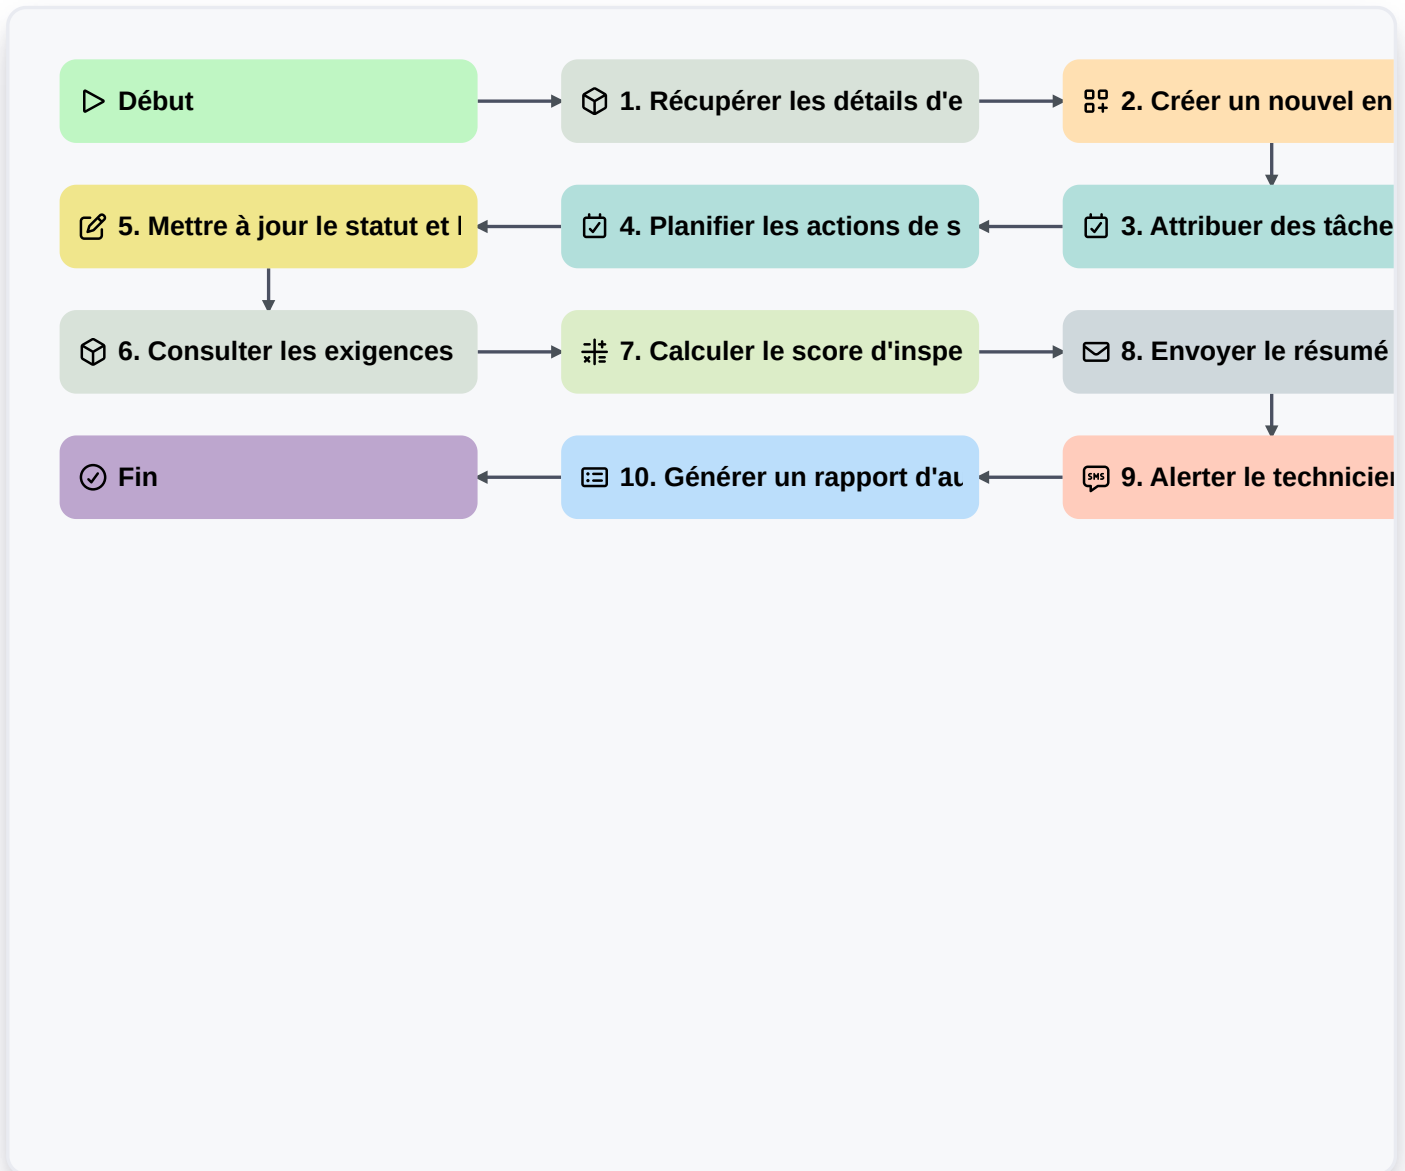 Début
1. Récupérer les détails d'e
2. Créer un nouvel en
5. Mettre à jour le statut et
4. Planifier les actions de s
3. Attribuer des tâche
6. Consulter les exigences
7. Calculer le score d'inspe
8. Envoyer le résumé
Fin
10. Générer un rapport d'au
SMS
9. Alerter le technicien